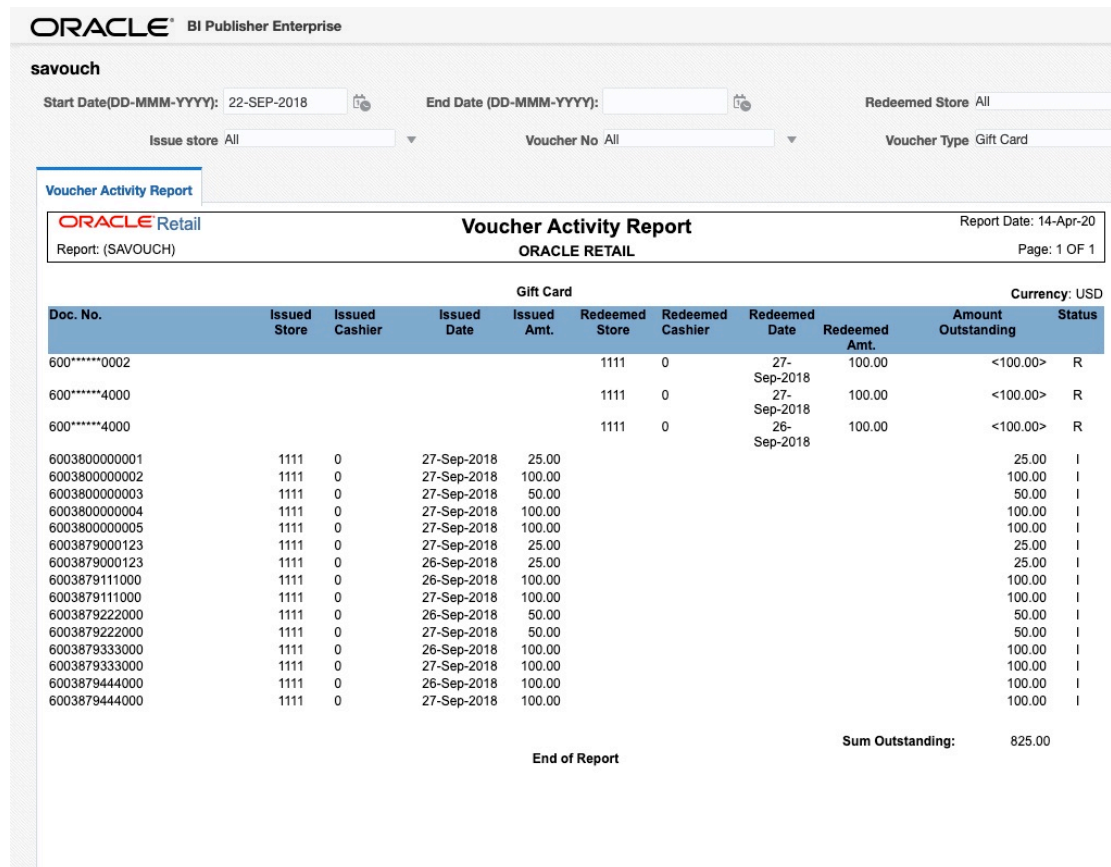 ORACLE® BI Publisher Enterprise
savouch
Start Date(DD-MMM-YYYY): 22-SEP-2018 End Date (DD-MMM-YYYY): Redeemed Store All
Issue store All Voucher No All Voucher Type Gift Card
Voucher Activity Report
ORACLE Retail Voucher Activity Report Report Date: 14-Apr-20
Report: (SAVOUCH) ORACLE RETAIL Page: 1 OF 1
Gift Card Currency: USD
Doc. No. Issued Issued Issued Issued Redeemed Redeemed Redeemed Amount Status
Store Cashier Date Amt. Store Cashier Date Redeemed Outstanding
Amt.
600******0002 1111 0 27- 100.00 <100.00> R
Sep-2018
600******4000 1111 0 27- 100.00 <100.00> R
Sep-2018
600******4000 1111 0 26- 100.00 <100.00> R
Sep-2018
6003800000001 1111 0 27-Sep-2018 25.00 25.00 I
6003800000002 1111 0 27-Sep-2018 100.00 100.00 I
6003800000003 1111 0 27-Sep-2018 50.00 50.00 I
6003800000004 1111 0 27-Sep-2018 100.00 100.00 I
6003800000005 1111 0 27-Sep-2018 100.00 100.00 I
6003879000123 1111 0 27-Sep-2018 25.00 25.00 I
6003879000123 1111 0 26-Sep-2018 25.00 25.00 I
6003879111000 1111 0 26-Sep-2018 100.00 100.00 I
6003879111000 1111 0 27-Sep-2018 100.00 100.00 I
6003879222000 1111 0 26-Sep-2018 50.00 50.00 I
6003879222000 1111 0 27-Sep-2018 50.00 50.00 I
6003879333000 1111 0 26-Sep-2018 100.00 100.00 I
6003879333000 1111 0 27-Sep-2018 100.00 100.00 I
6003879444000 1111 0 26-Sep-2018 100.00 100.00 I
6003879444000 1111 0 27-Sep-2018 100.00 100.00 I
Sum Outstanding: 825.00
End of Report